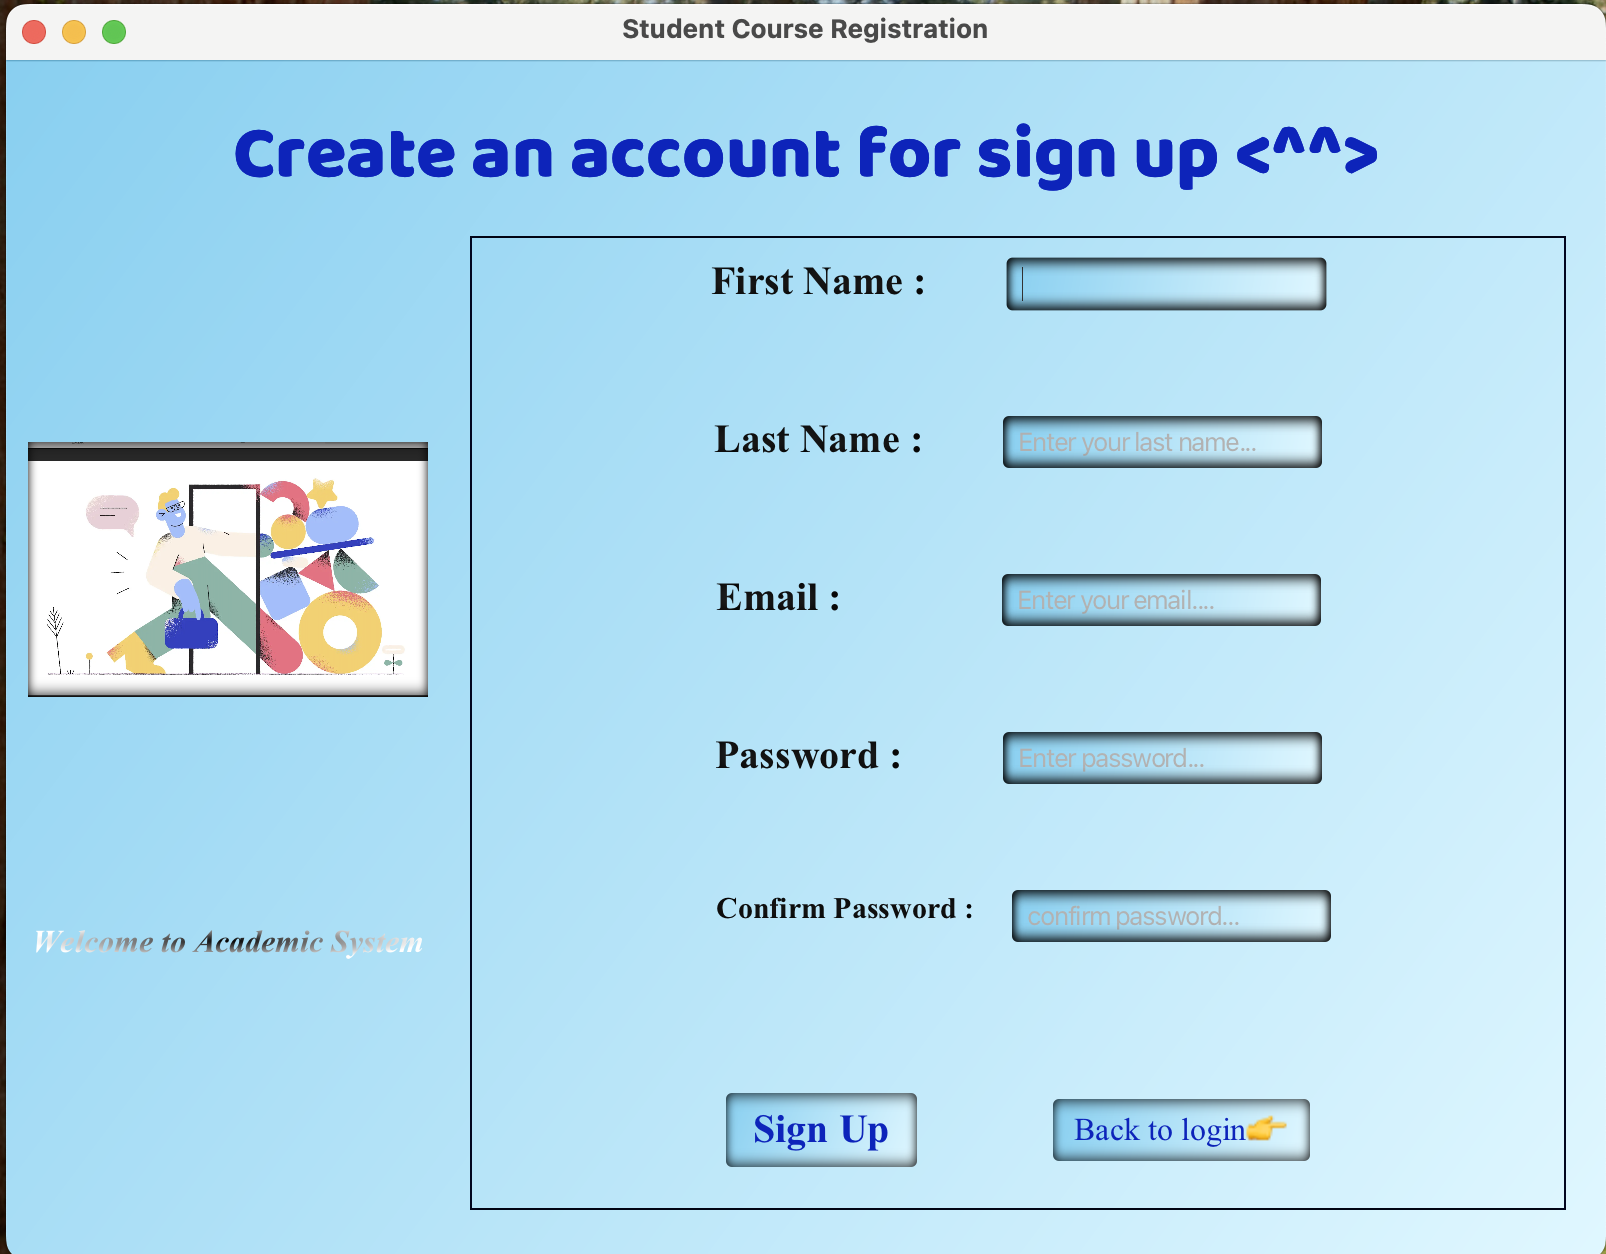 Student Course Registration
Create an account for sign up <^^>
First Name :
Last Name :
Enter your last name...
Email :
Enter your email....
Password :
Enter password...
Confirm Password :
confirm password...
Welcome to Academic System
Sign Up
Back to login👉